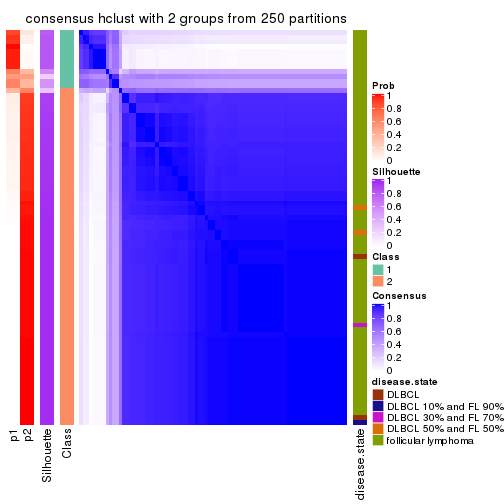 consensus hclust with 2 groups from 250 partitions
Prob
1
0.8
0.6
0.4
0.2
0
Silhouette
1
0.8
0.6
0.4
0.2
0
Class
1
2
Consensus
1
0.8
0.6
0.4
0.2
0
disease.state
DLBCL
DLBCL 10% and FL 90%
DLBCL 30% and FL 70%
DLBCL 50% and FL 50%
follicular lymphoma
p1
p2
Silhouette
Class
disease.state